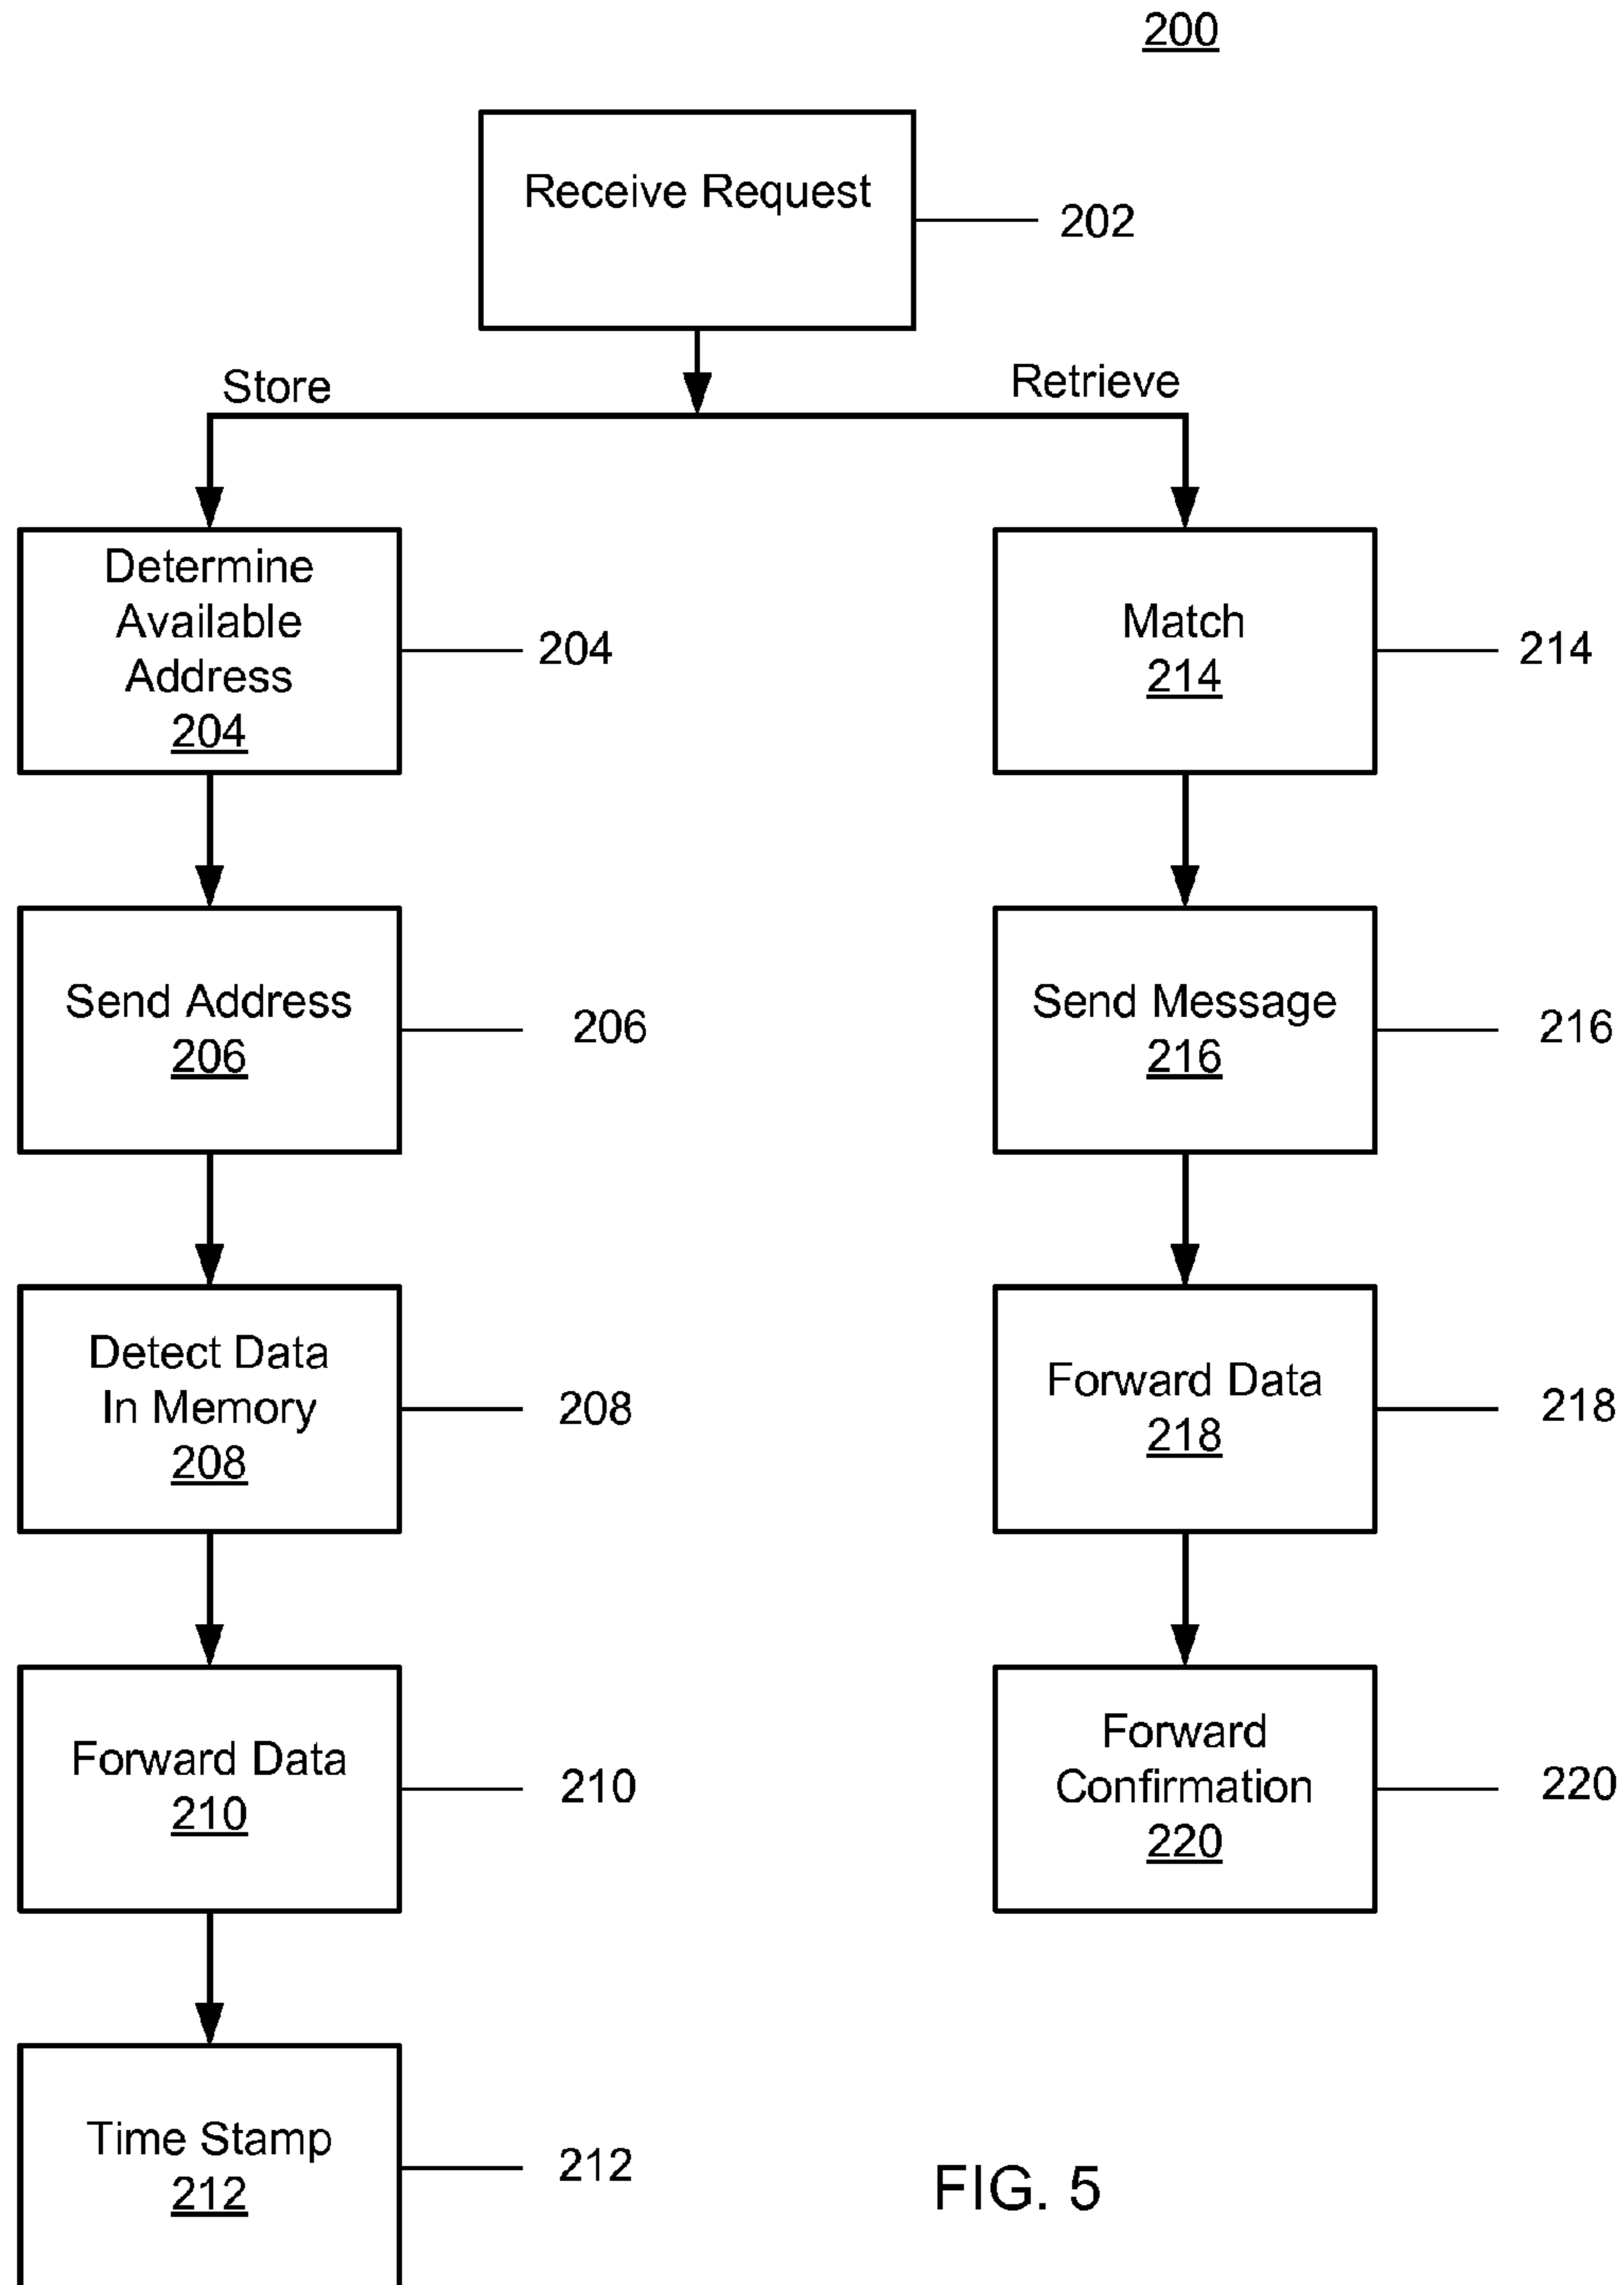 200
Receive Request
202
Store
Retrieve
Determine
Available
Address
204
204
Match
214
214
Send Address
206
206
Send Message
216
216
Detect Data
In Memory
208
208
Forward Data
218
218
Forward Data
210
210
Forward
Confirmation
220
220
Time Stamp
212
212
FIG. 5